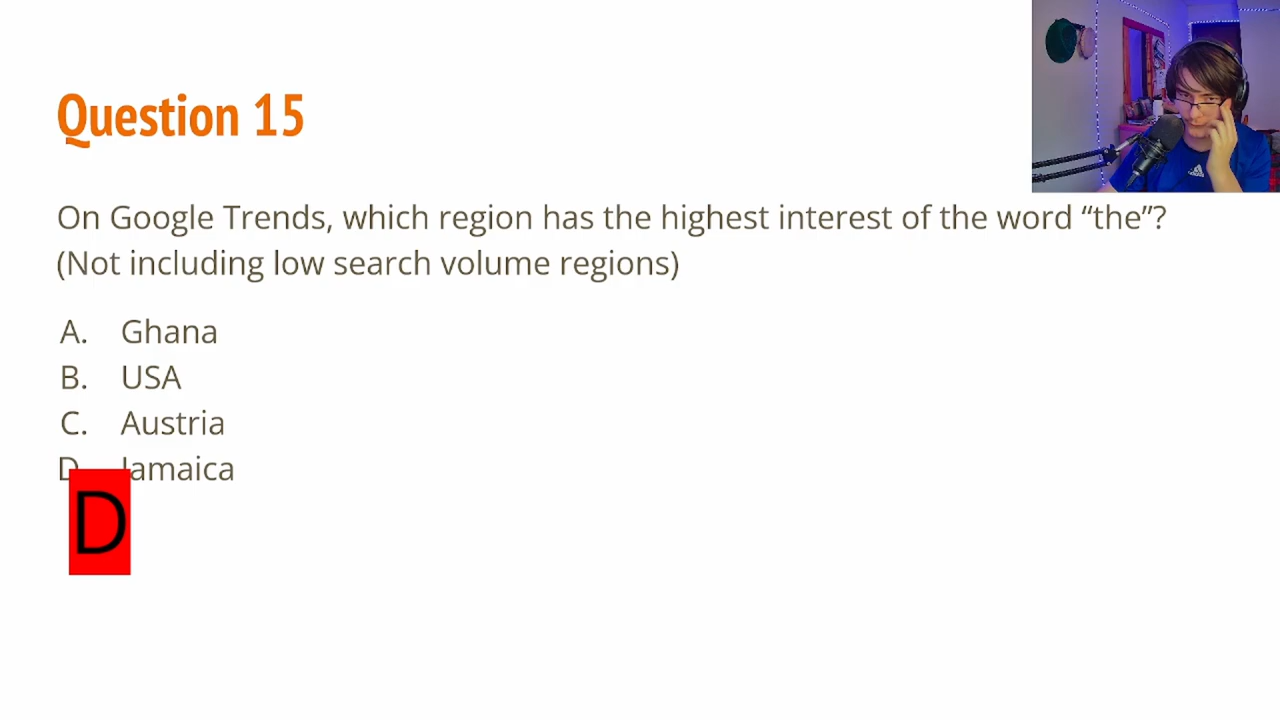 Question 15
On Google Trends, which region has the highest interest of the word “the”?
(Not including low search volume regions)
A. Ghana
B. USA
C. Austria
D. Jamaica
D